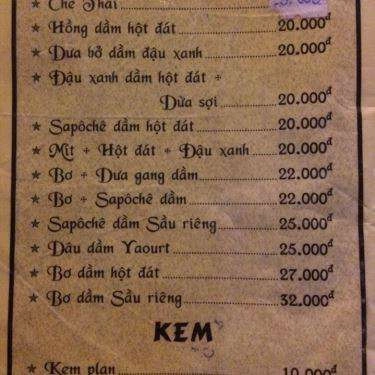 ★ Chè Thái
★ Hồng dầm hột đát 20.000đ
★ Dưa bở dầm đậu xanh 20.000đ
★ Đậu xanh dầm hột đát +
Dừa sợi 20.000đ
★ Sapôchê dầm hột đát 20.000đ
★ Mít + Hột đát + Đậu xanh 20.000đ
★ Bơ + Dưa gang dầm 22.000đ
★ Bơ + Sapôchê dầm 22.000đ
★ Sapôchê dầm Sầu riêng 25.000đ
★ Dâu dầm Yaourt 25.000đ
★ Bơ dầm hột đát 27.000đ
★ Bơ dầm Sầu riêng 32.000đ
KEM
★ Kem plan 10.000đ